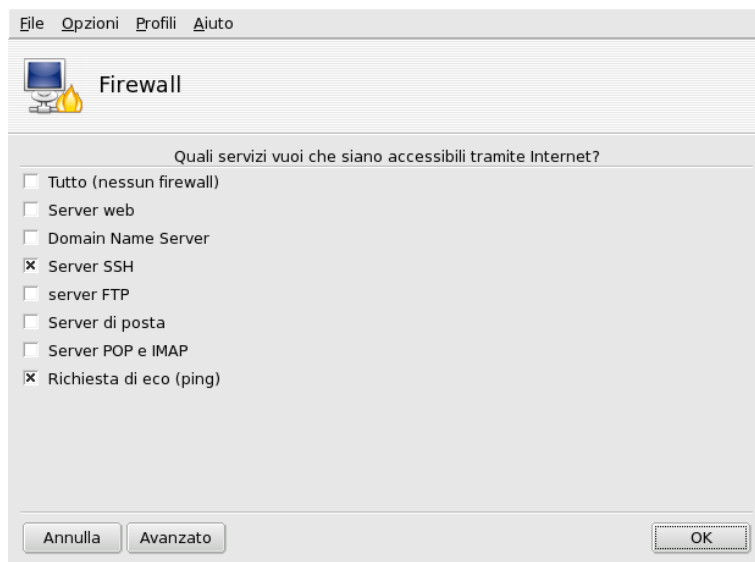 File Opzioni Profili Aiuto
Firewall
Quali servizi vuoi che siano accessibili tramite Internet?
Tutto (nessun firewall)
Server web
Domain Name Server
Server SSH
server FTP
Server di posta
Server POP e IMAP
Richiesta di eco (ping)
Annulla Avanzato OK